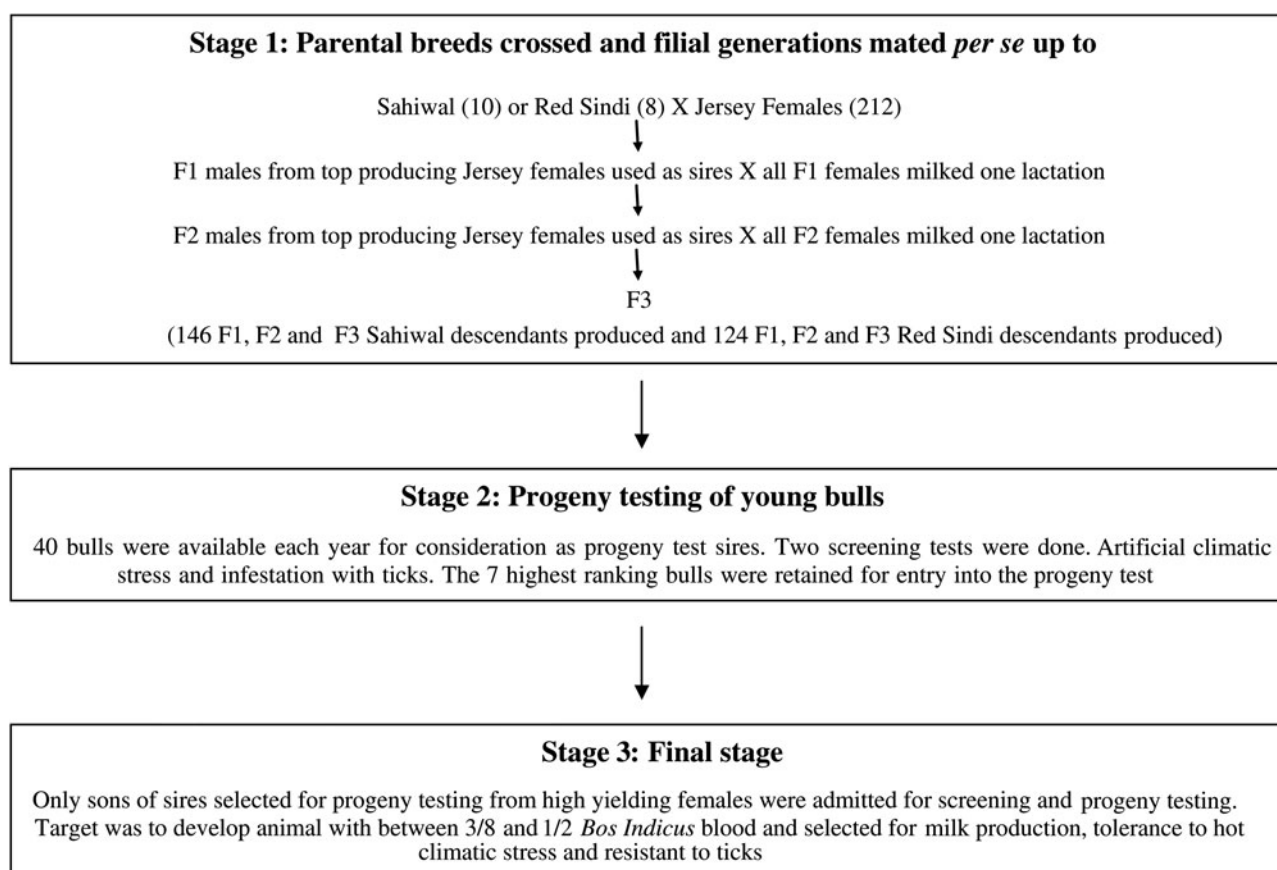 Stage 1: Parental breeds crossed and filial generations mated per se up to
Sahiwal (10) or Red Sindi (8) X Jersey Females (212)
F1 males from top producing Jersey females used as sires X all F1 females milked one lactation
F2 males from top producing Jersey females used as sires X all F2 females milked one lactation
F3
(146 F1, F2 and F3 Sahiwal descendants produced and 124 F1, F2 and F3 Red Sindi descendants produced)
Stage 2: Progeny testing of young bulls
40 bulls were available each year for consideration as progeny test sires. Two screening tests were done. Artificial climatic
stress and infestation with ticks. The 7 highest ranking bulls were retained for entry into the progeny test
Stage 3: Final stage
Only sons of sires selected for progeny testing from high yielding females were admitted for screening and progeny testing.
Target was to develop animal with between 3/8 and 1/2 Bos Indicus blood and selected for milk production, tolerance to hot
climatic stress and resistant to ticks